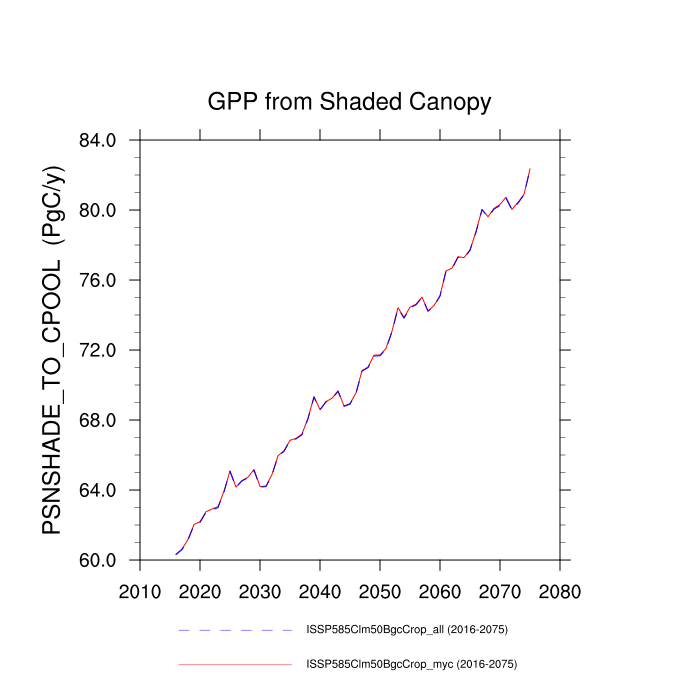 GPP from Shaded Canopy
PSNSHADE_TO_CPOOL (PgC/y)
84.0
80.0
76.0
72.0
68.0
64.0
60.0
2010 2020 2030 2040 2050 2060 2070 2080
ISSP585Clm50BgcCrop_all (2016-2075)
ISSP585Clm50BgcCrop_myc (2016-2075)